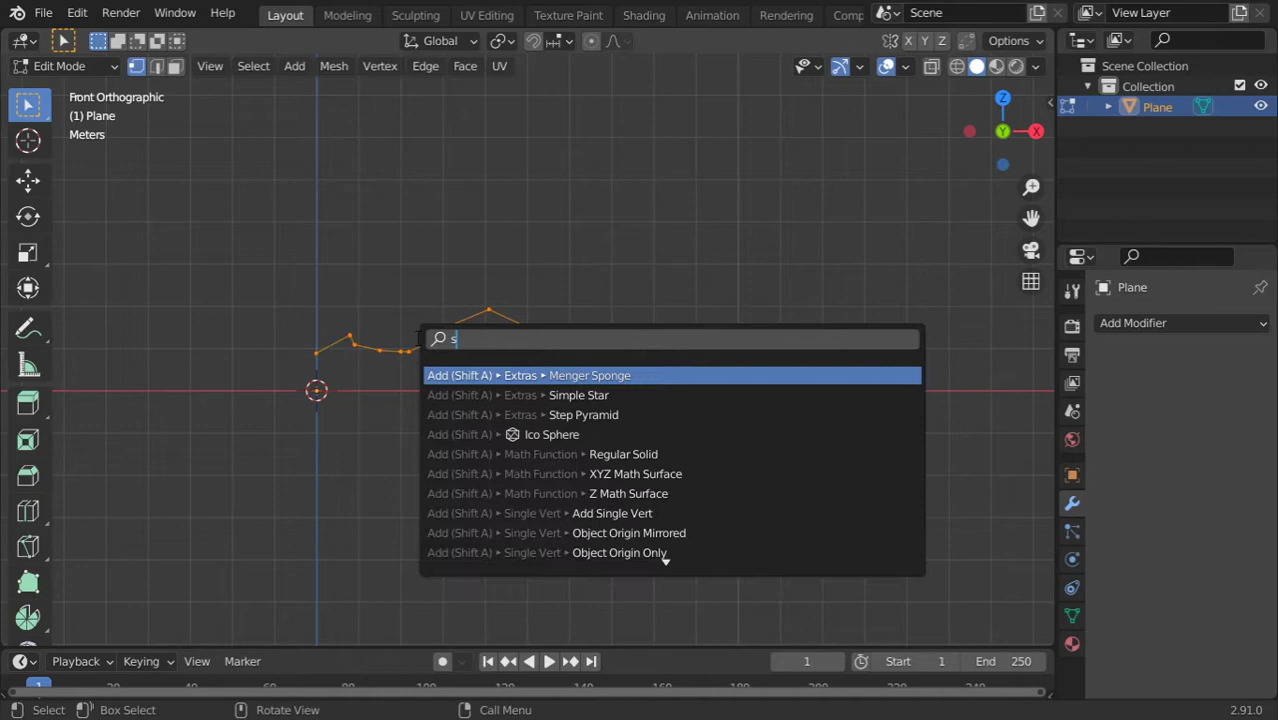 File Edit Render Window Help Layout Modeling Sculpting UV Editing Texture Paint Shading Animation Rendering Comp Scene View Layer
Global Options
Edit Mode View Select Add Mesh Vertex Edge Face UV X Y Z
Scene Collection
Collection
Plane
Front Orthographic
(1) Plane
Meters
Z
Y X
Plane
Add Modifier
s
Add (Shift A) ▸ Extras ▸ Menger Sponge
Add (Shift A) ▸ Extras ▸ Simple Star
Add (Shift A) ▸ Extras ▸ Step Pyramid
Add (Shift A) ▸ Ico Sphere
Add (Shift A) ▸ Math Function ▸ Regular Solid
Add (Shift A) ▸ Math Function ▸ XYZ Math Surface
Add (Shift A) ▸ Math Function ▸ Z Math Surface
Add (Shift A) ▸ Single Vert ▸ Add Single Vert
Add (Shift A) ▸ Single Vert ▸ Object Origin Mirrored
Add (Shift A) ▸ Single Vert ▸ Object Origin Only
Playback Keying View Marker 1 Start 1 End 250
1
Select Box Select Rotate View Call Menu 2.91.0